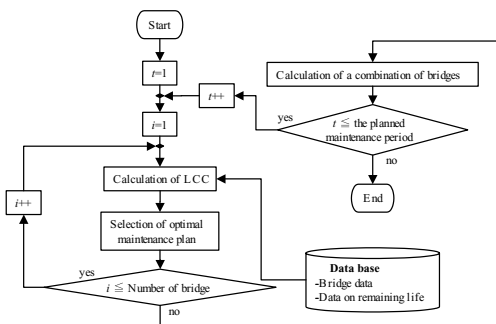 Start
t=1
i=1
Calculation of LCC
Selection of optimal
maintenance plan
i ≦ Number of bridge
yes
no
i++
t++
Calculation of a combination of bridges
t ≦ the planned
maintenance period
yes
no
End
Data base
-Bridge data
-Data on remaining life